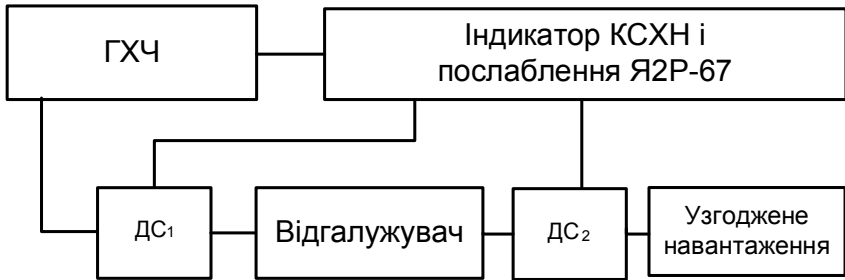 ГХЧ
Індикатор КСХН і
послаблення Я2Р-67
ДС1
Відгалужувач
ДС2
Узгоджене
навантаження